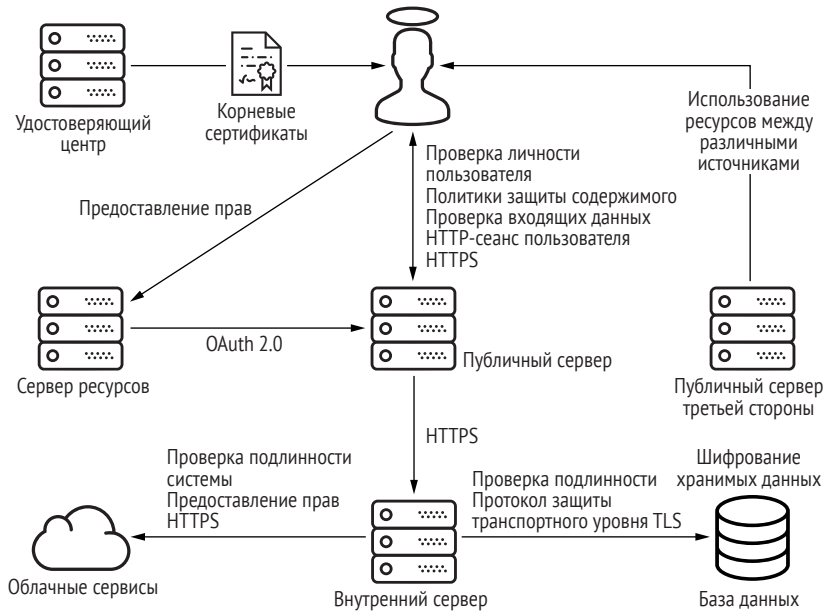 Удостоверяющий
центр
Корневые
сертификаты
Использование
ресурсов между
различными
источниками
Проверка личности
пользователя
Политики защиты содержимого
Проверка входящих данных
HTTP-сеанс пользователя
HTTPS
Предоставление прав
OAuth 2.0
Сервер ресурсов
Публичный сервер
Публичный сервер
третьей стороны
HTTPS
Проверка подлинности
системы
Предоставление прав
HTTPS
Проверка подлинности
Протокол защиты
транспортного уровня TLS
Шифрование
хранимых данных
Облачные сервисы
Внутренний сервер
База данных